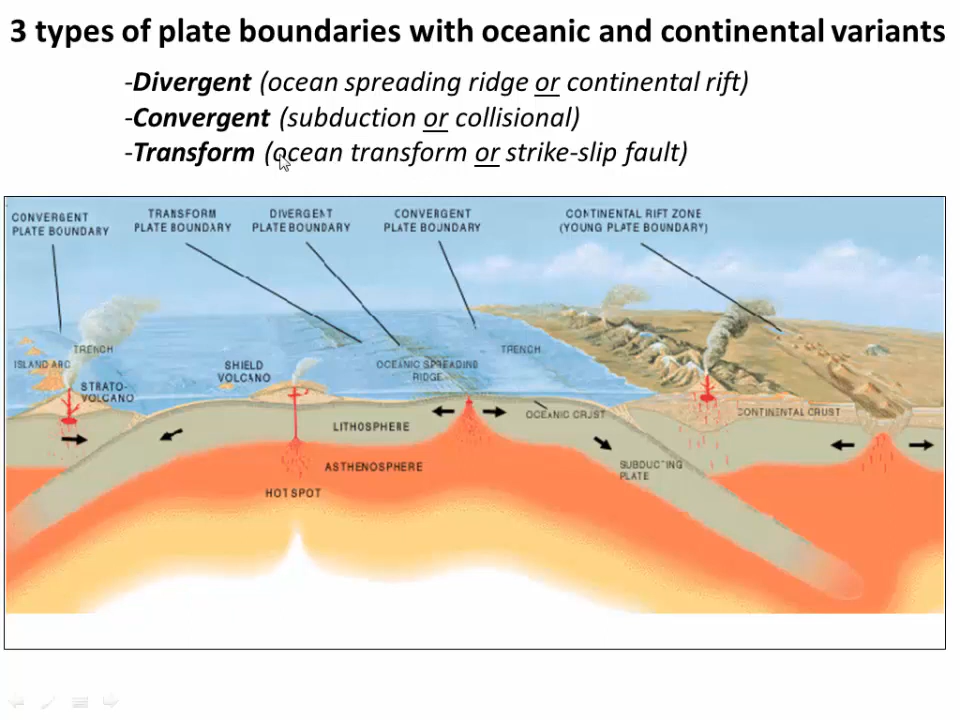 3 types of plate boundaries with oceanic and continental variants
-Divergent (ocean spreading ridge or continental rift)
-Convergent (subduction or collisional)
-Transform (ocean transform or strike-slip fault)
CONVERGENT
PLATE BOUNDARY
TRANSFORM
PLATE BOUNDARY
DIVERGENT
PLATE BOUNDARY
CONVERGENT
PLATE BOUNDARY
CONTINENTAL RIFT ZONE
(YOUNG PLATE BOUNDARY)
TRENCH
ISLAND ARC
STRATO-
VOLCANO
SHIELD
VOLCANO
OCEANIC SPREADING
RIDGE
TRENCH
LITHOSPHERE
OCEANIC CRUST
CONTINENTAL CRUST
ASTHENOSPHERE
SUBDUCTING
PLATE
HOT SPOT